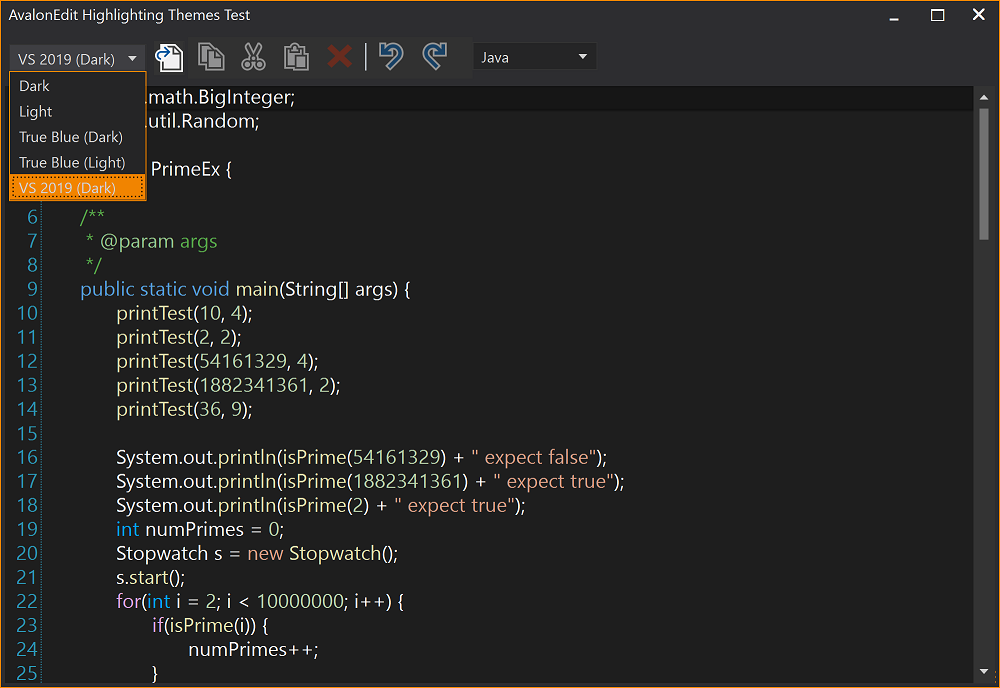 AvalonEdit Highlighting Themes Test
VS 2019 (Dark)
Java
Dark
Light
True Blue (Dark)
True Blue (Light)
VS 2019 (Dark)
.math.BigInteger;
.util.Random;
PrimeEx {
6 /**
7 * @param args
8 */
9 public static void main(String[] args) {
10 printTest(10, 4);
11 printTest(2, 2);
12 printTest(54161329, 4);
13 printTest(1882341361, 2);
14 printTest(36, 9);
15
16 System.out.println(isPrime(54161329) + " expect false");
17 System.out.println(isPrime(1882341361) + " expect true");
18 System.out.println(isPrime(2) + " expect true");
19 int numPrimes = 0;
20 Stopwatch s = new Stopwatch();
21 s.start();
22 for(int i = 2; i < 10000000; i++) {
23 if(isPrime(i)) {
24 numPrimes++;
25 }